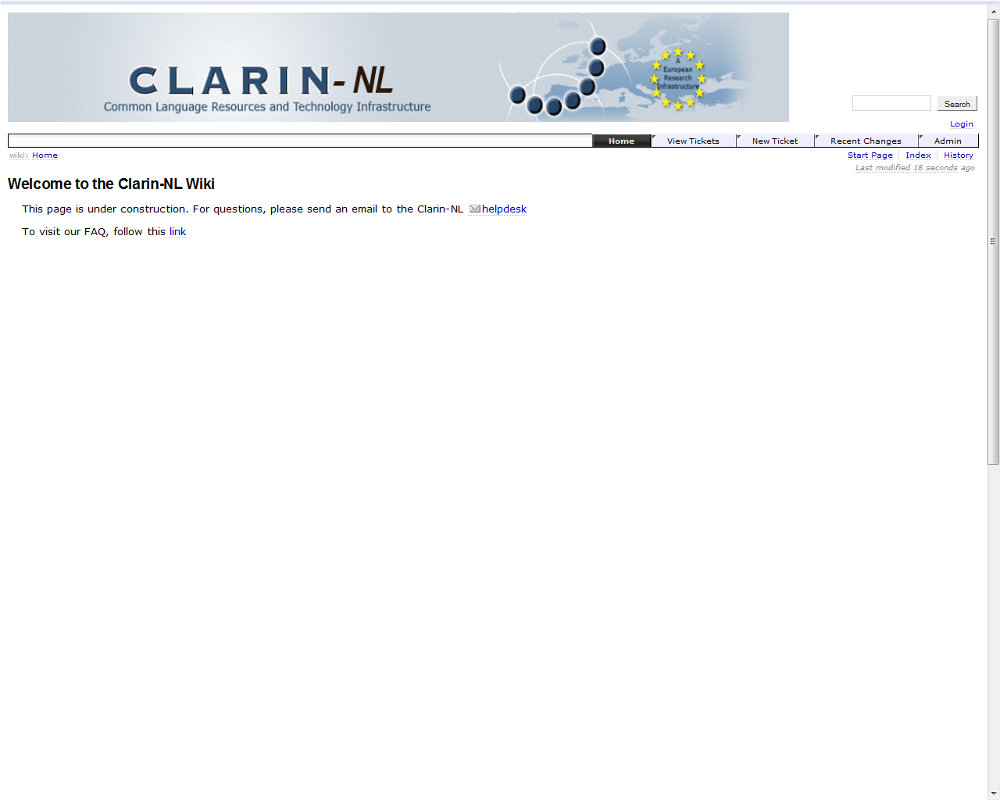 CLARIN-NL
Common Language Resources and Technology Infrastructure
A
European
Research
Infrastructure
Search
Login
Home View Tickets New Ticket Recent Changes Admin
wiki: Home Start Page Index History
Last modified 18 seconds ago
Welcome to the Clarin-NL Wiki
This page is under construction. For questions, please send an email to the Clarin-NL helpdesk
To visit our FAQ, follow this link